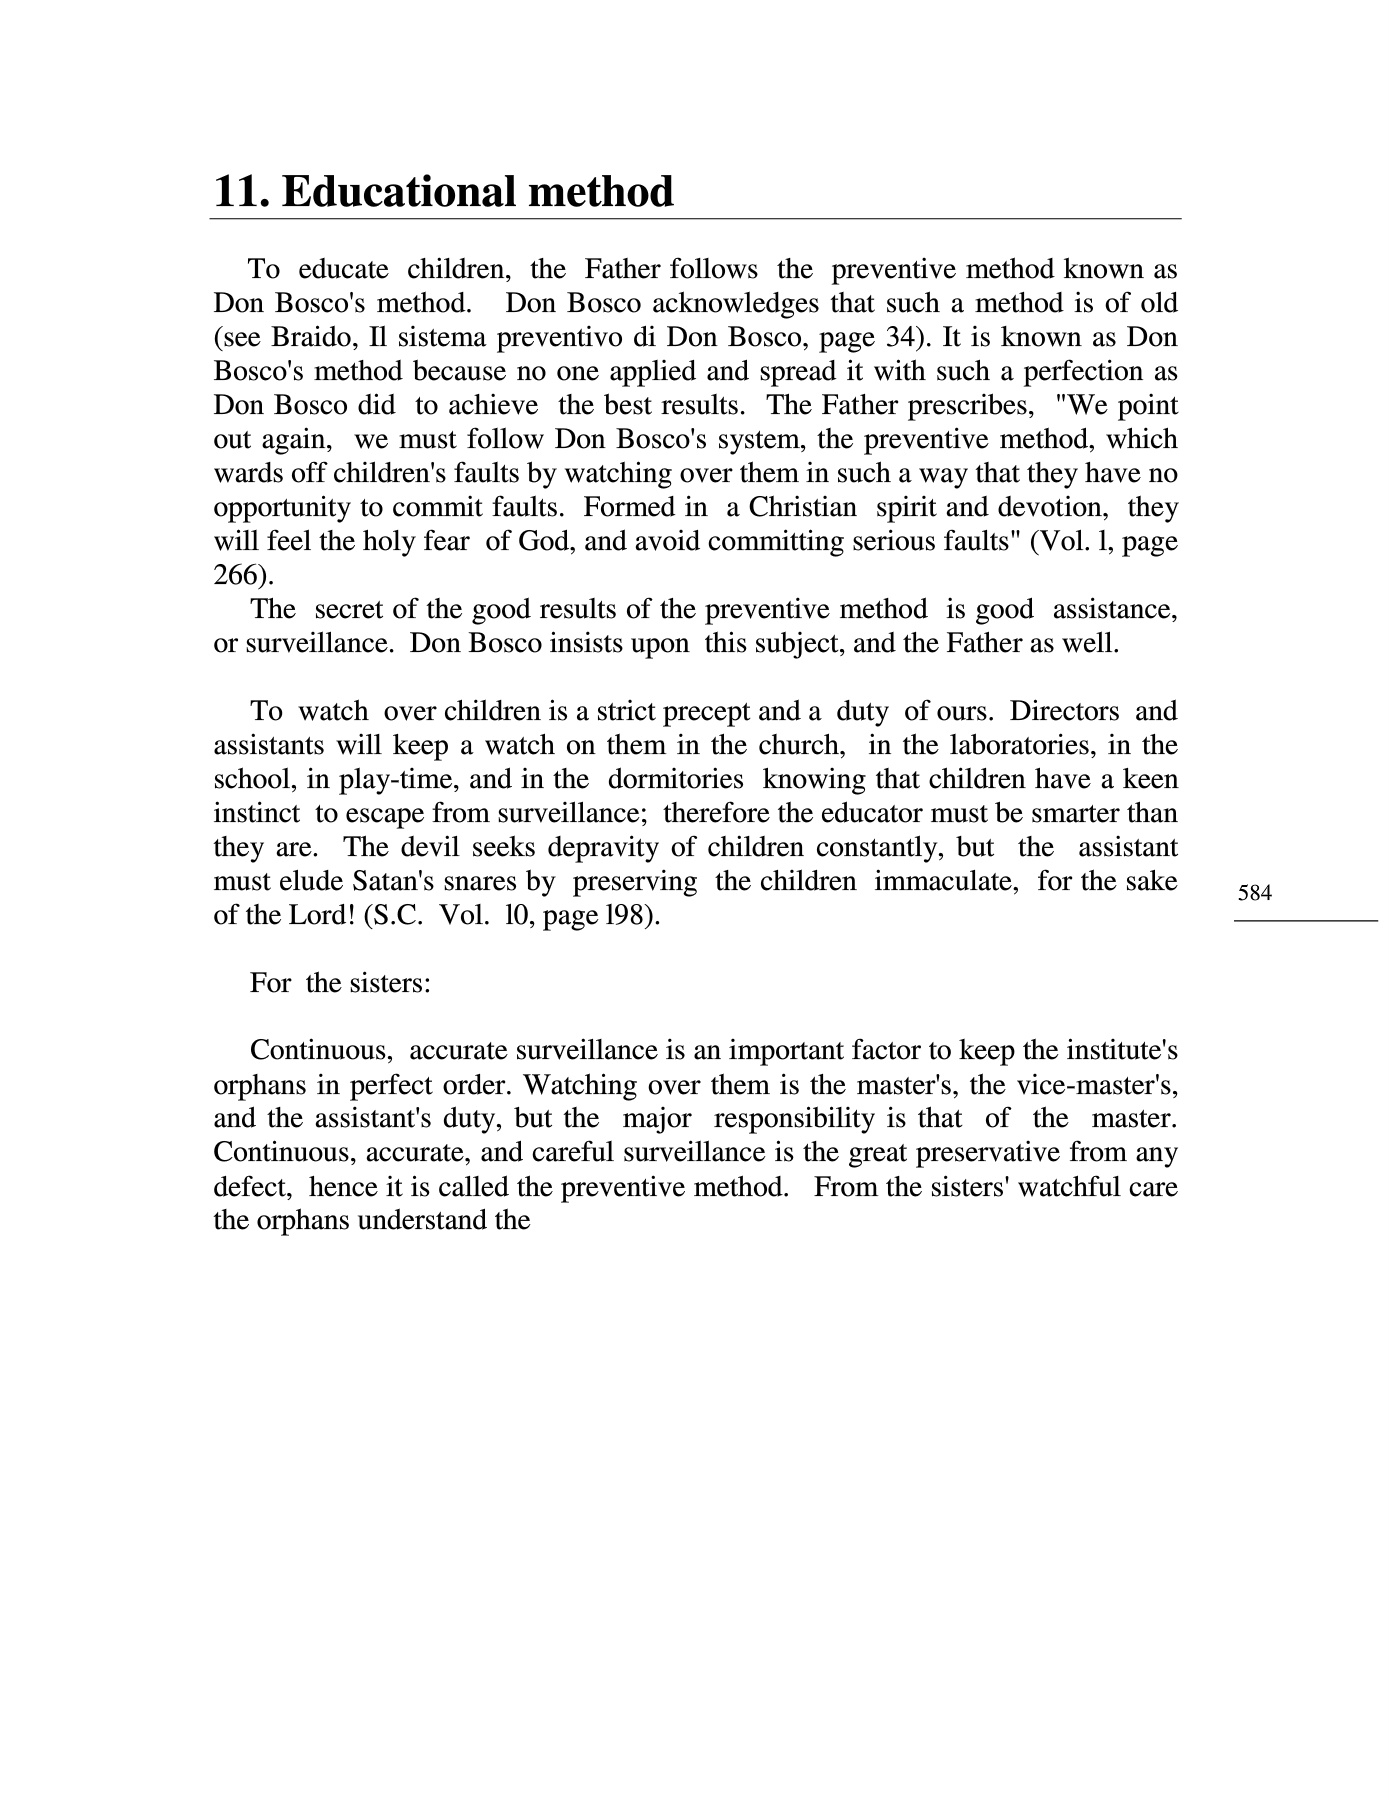 11. Educational method
To educate children, the Father follows the preventive method known as
Don Bosco's method. Don Bosco acknowledges that such a method is of old
(see Braido, Il sistema preventivo di Don Bosco, page 34). It is known as Don
Bosco's method because no one applied and spread it with such a perfection as
Don Bosco did to achieve the best results. The Father prescribes, "We point
out again, we must follow Don Bosco's system, the preventive method, which
wards off children's faults by watching over them in such a way that they have no
opportunity to commit faults. Formed in a Christian spirit and devotion, they
will feel the holy fear of God, and avoid committing serious faults" (Vol. l, page
266).
The secret of the good results of the preventive method is good assistance,
or surveillance. Don Bosco insists upon this subject, and the Father as well.
To watch over children is a strict precept and a duty of ours. Directors and
assistants will keep a watch on them in the church, in the laboratories, in the
school, in play-time, and in the dormitories knowing that children have a keen
instinct to escape from surveillance; therefore the educator must be smarter than
they are. The devil seeks depravity of children constantly, but the assistant
must elude Satan's snares by preserving the children immaculate, for the sake
of the Lord! (S.C. Vol. l0, page l98).
584
For the sisters:
Continuous, accurate surveillance is an important factor to keep the institute's
orphans in perfect order. Watching over them is the master's, the vice-master's,
and the assistant's duty, but the major responsibility is that of the master.
Continuous, accurate, and careful surveillance is the great preservative from any
defect, hence it is called the preventive method. From the sisters' watchful care
the orphans understand the